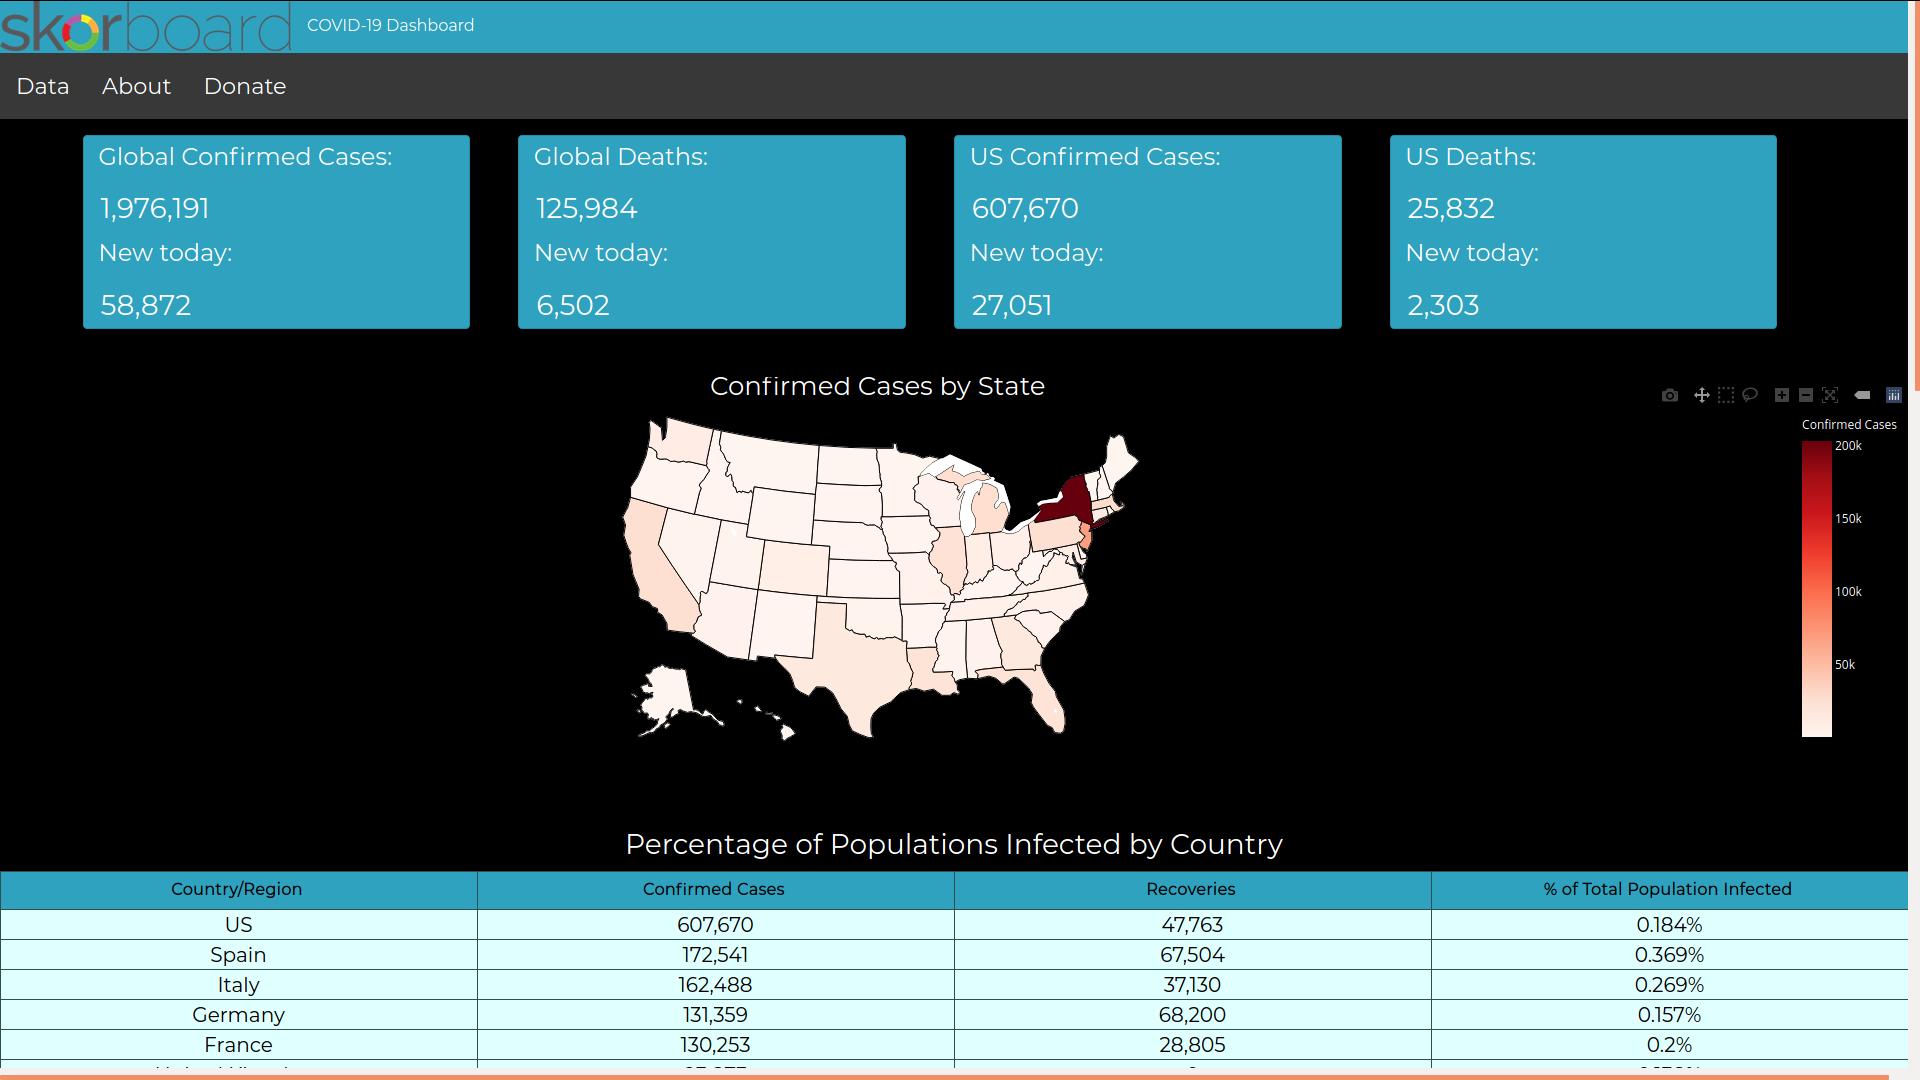 skorboard
COVID-19 Dashboard
Data About Donate
Global Confirmed Cases:
1,976,191
New today:
58,872
Global Deaths:
125,984
New today:
6,502
US Confirmed Cases:
607,670
New today:
27,051
US Deaths:
25,832
New today:
2,303
Confirmed Cases by State
Confirmed Cases
200k
150k
100k
50k
Percentage of Populations Infected by Country
Country/Region Confirmed Cases Recoveries % of Total Population Infected
US 607,670 47,763 0.184%
Spain 172,541 67,504 0.369%
Italy 162,488 37,130 0.269%
Germany 131,359 68,200 0.157%
France 130,253 28,805 0.2%